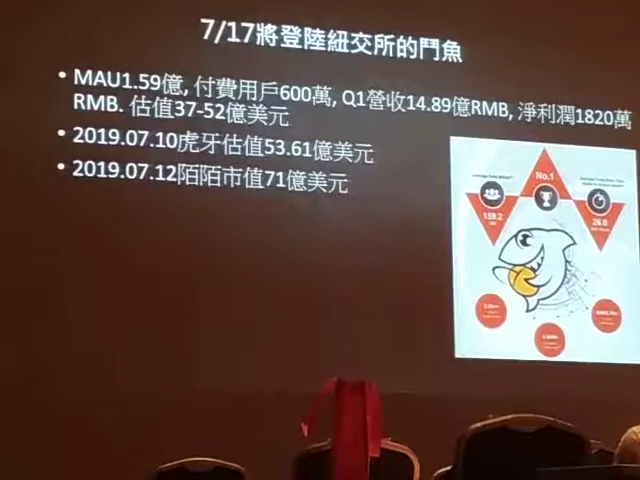 7/17將登陸紐交所的鬥魚
• MAU1.59億, 付費用戶600萬, Q1營收14.89億RMB, 淨利潤1820萬
RMB. 估值37-52億美元
• 2019.07.10虎牙估值53.61億美元
• 2019.07.12陌陌市值71億美元
No.1
159.2
26.0